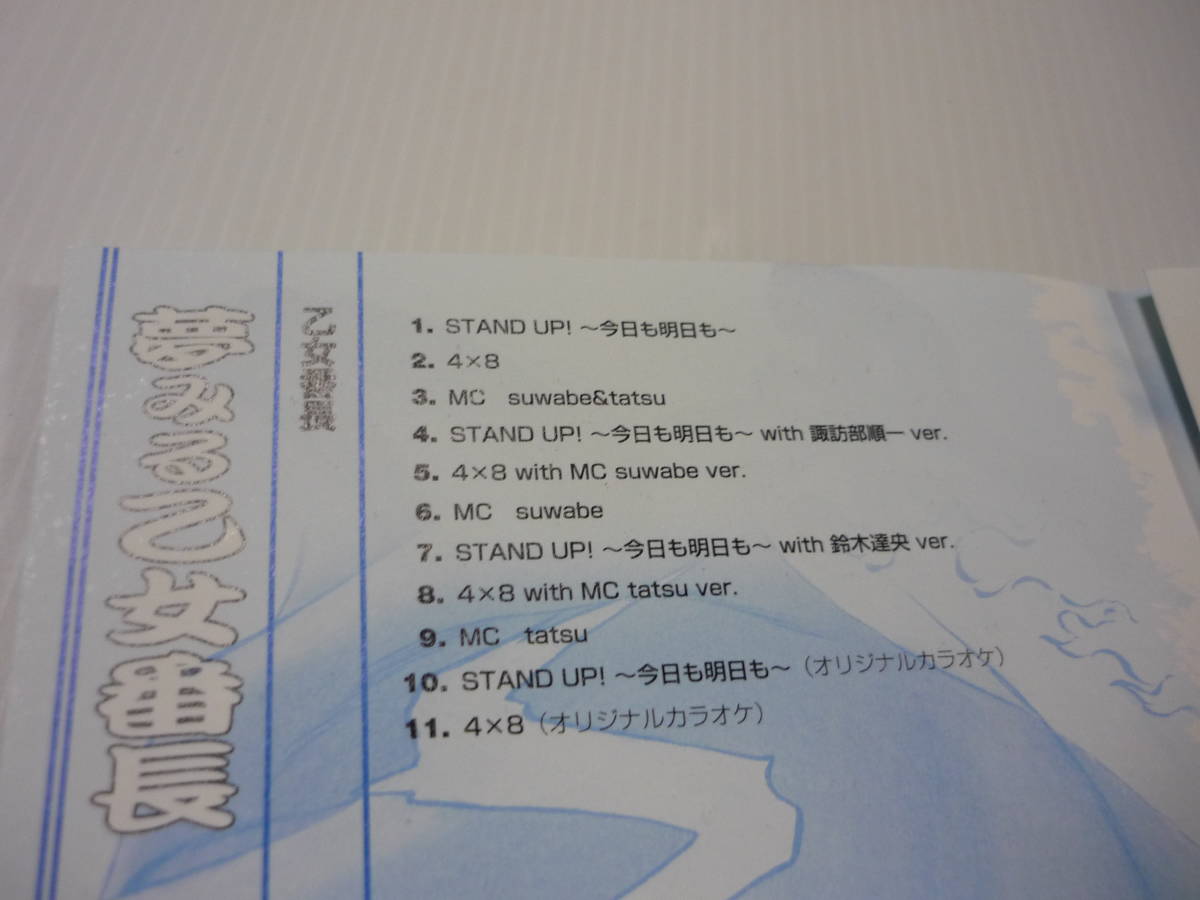 夢みる乙女番長
1. STAND UP! ～今日も明日も～
2. 4×8
3. MC　suwabe&tatsu
4. STAND UP! ～今日も明日も～ with 諏訪部順一 ver.
5. 4×8 with MC suwabe ver.
6. MC　suwabe
7. STAND UP! ～今日も明日も～ with 鈴木達央 ver.
8. 4×8 with MC tatsu ver.
9. MC　tatsu
10. STAND UP! ～今日も明日も～（オリジナルカラオケ）
11. 4×8（オリジナルカラオケ）